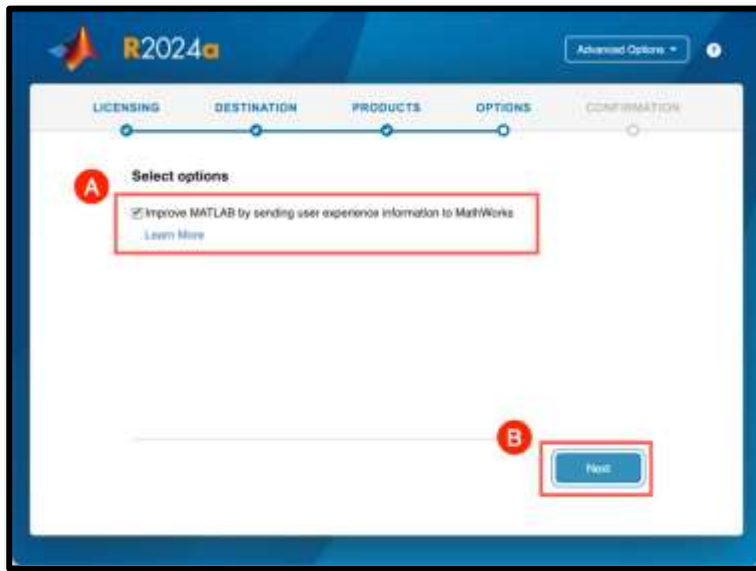 R2024a
Advanced Options
?
LICENSING DESTINATION PRODUCTS OPTIONS CONFIRMATION
A
Select options
Improve MATLAB by sending user experience information to MathWorks
Learn More
B
Next